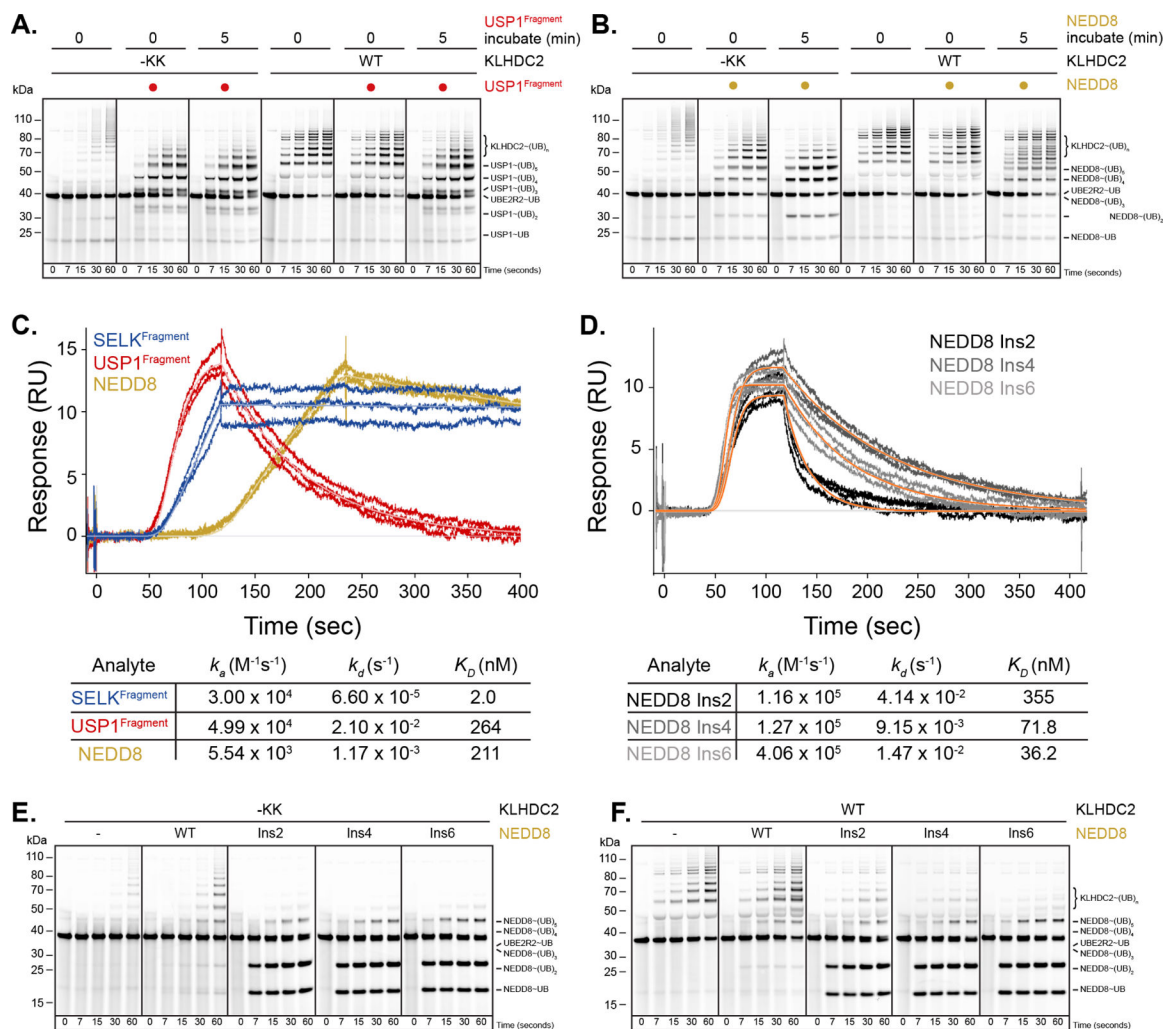 A.
USP1Fragment
0 0 5 0 0 5 incubate (min)
-KK WT KLHDC2
USP1Fragment
kDa
110
80
70
60
50
40
30
25
KLHDC2~(UB)n
USP1~(UB)5
USP1~(UB)4
USP1~(UB)3
UBE2R2~UB
USP1~(UB)2
USP1~UB
0 7 15 30 60 0 7 15 30 60 0 7 15 30 60 0 7 15 30 60 0 7 15 30 60 0 7 15 30 60 Time (seconds)
B.
NEDD8
0 0 5 0 0 5 incubate (min)
-KK WT KLHDC2
NEDD8
kDa
110
80
70
60
50
40
30
25
KLHDC2~(UB)n
NEDD8~(UB)5
NEDD8~(UB)4
UBE2R2~UB
NEDD8~(UB)3
NEDD8~(UB)2
NEDD8~UB
0 7 15 30 60 0 7 15 30 60 0 7 15 30 60 0 7 15 30 60 0 7 15 30 60 0 7 15 30 60 Time (seconds)
C.
SELKFragment
USP1Fragment
NEDD8
Response (RU)
15
10
5
0
0 50 100 150 200 250 300 350 400
Time (sec)
Analyte ka (M-1s-1) kd (s-1) KD (nM)
SELKFragment 3.00 x 10^4 6.60 x 10^-5 2.0
USP1Fragment 4.99 x 10^4 2.10 x 10^-2 264
NEDD8 5.54 x 10^3 1.17 x 10^-3 211
D.
NEDD8 Ins2
NEDD8 Ins4
NEDD8 Ins6
Response (RU)
10
5
0
0 50 100 150 200 250 300 350 400
Time (sec)
Analyte ka (M-1s-1) kd (s-1) KD (nM)
NEDD8 Ins2 1.16 x 10^5 4.14 x 10^-2 355
NEDD8 Ins4 1.27 x 10^5 9.15 x 10^-3 71.8
NEDD8 Ins6 4.06 x 10^5 1.47 x 10^-2 36.2
E.
-KK KLHDC2
- WT Ins2 Ins4 Ins6 NEDD8
kDa
110
80
70
60
50
40
30
25
15
NEDD8~(UB)5
NEDD8~(UB)4
UBE2R2~UB
NEDD8~(UB)3
NEDD8~(UB)2
NEDD8~UB
0 7 15 30 60 0 7 15 30 60 0 7 15 30 60 0 7 15 30 60 0 7 15 30 60 Time (seconds)
F.
WT KLHDC2
- WT Ins2 Ins4 Ins6 NEDD8
kDa
110
80
70
60
50
40
30
25
15
KLHDC2~(UB)n
NEDD8~(UB)5
NEDD8~(UB)4
UBE2R2~UB
NEDD8~(UB)3
NEDD8~(UB)2
NEDD8~UB
0 7 15 30 60 0 7 15 30 60 0 7 15 30 60 0 7 15 30 60 0 7 15 30 60 Time (seconds)